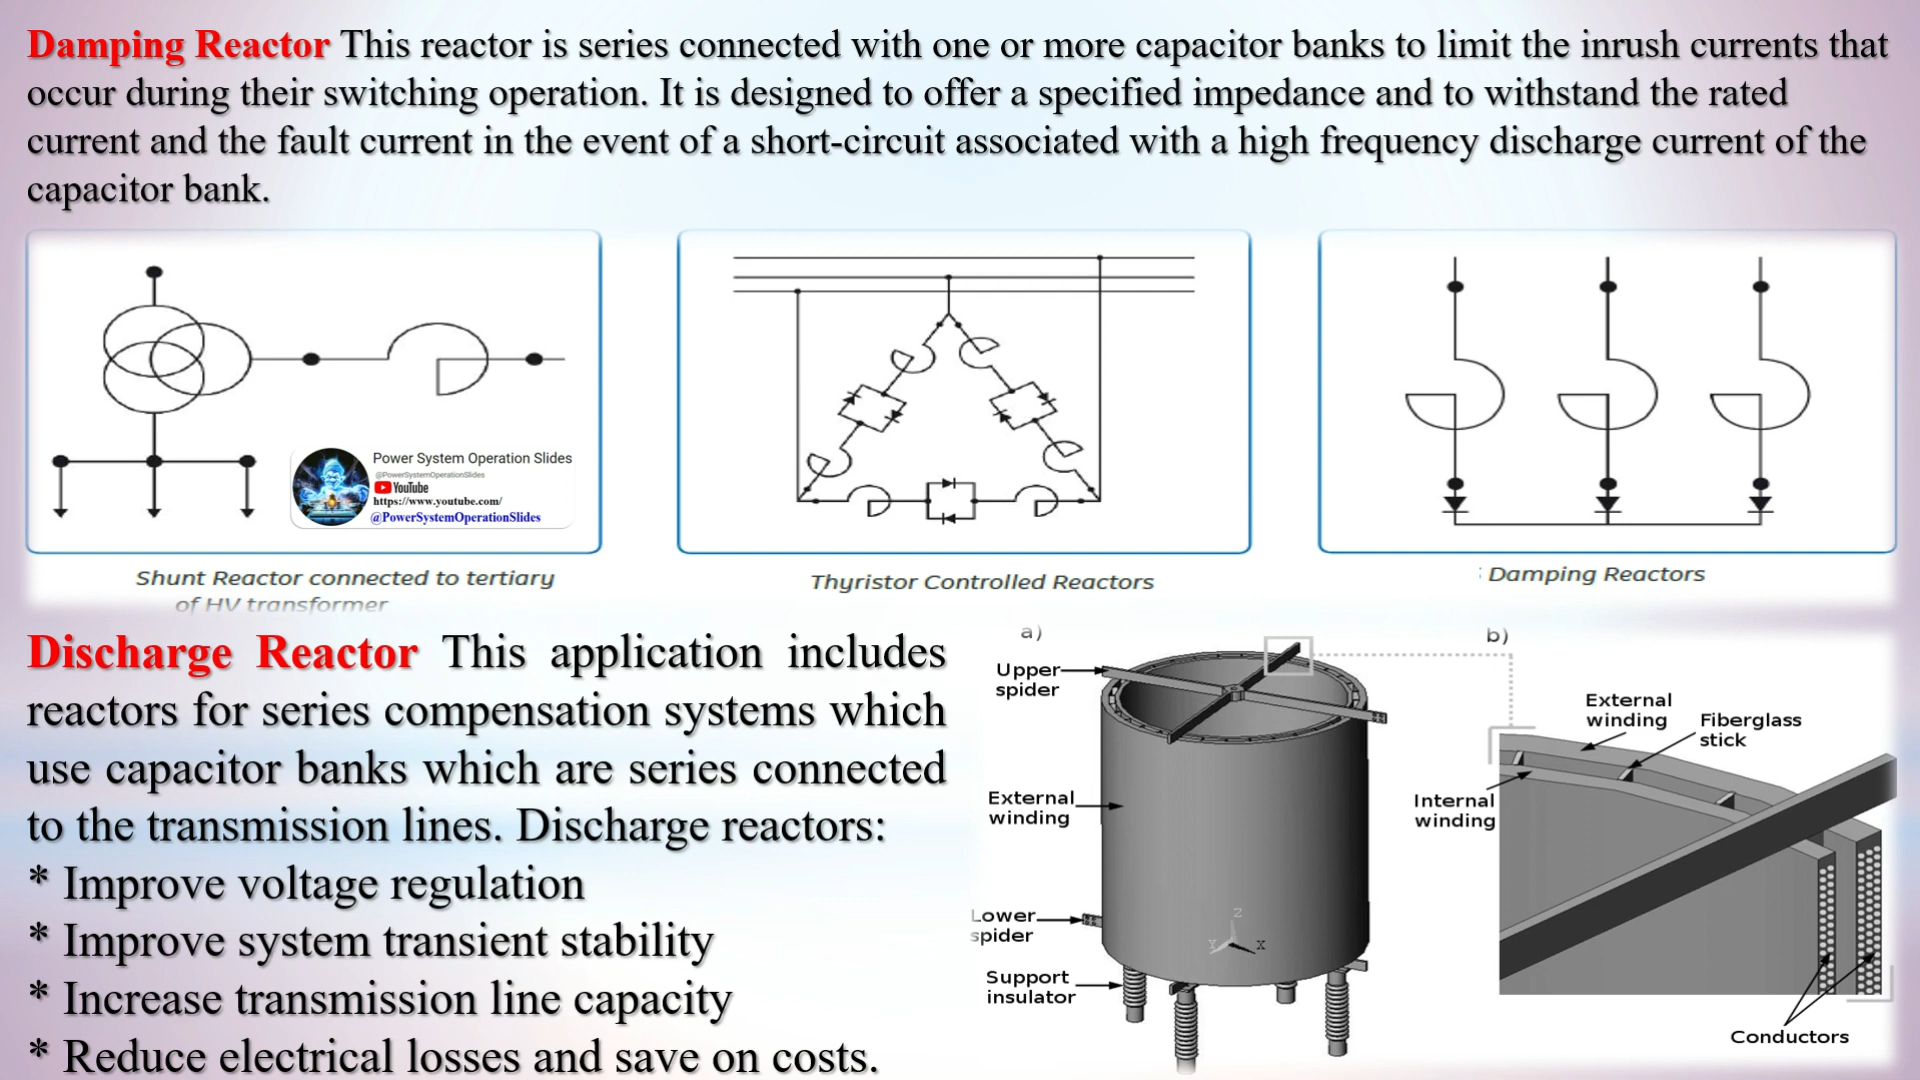 Damping Reactor This reactor is series connected with one or more capacitor banks to limit the inrush currents that
occur during their switching operation. It is designed to offer a specified impedance and to withstand the rated
current and the fault current in the event of a short-circuit associated with a high frequency discharge current of the
capacitor bank.
Power System Operation Slides
@PowerSystemOperationSlides
YouTube
https://www.youtube.com/
@PowerSystemOperationSlides
Shunt Reactor connected to tertiary
of HV transformer
Thyristor Controlled Reactors
: Damping Reactors
Discharge Reactor This application includes
reactors for series compensation systems which
use capacitor banks which are series connected
to the transmission lines. Discharge reactors:
* Improve voltage regulation
* Improve system transient stability
* Increase transmission line capacity
* Reduce electrical losses and save on costs.
a)
Upper
spider
External
winding
Lower
spider
Support
insulator
Z
Y
X
b)
External
winding
Fiberglass
stick
Internal
winding
Conductors